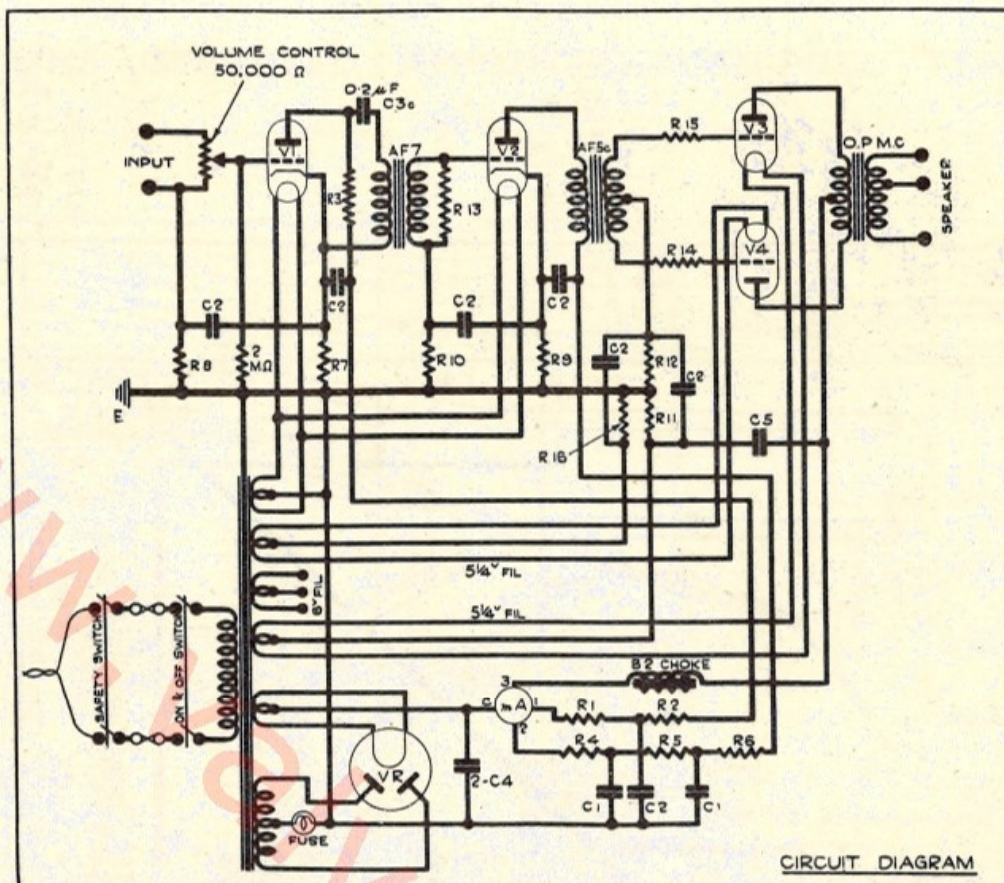 VOLUME CONTROL
50,000 Ω
0.2 μF
C3c
INPUT
V1
R3
AF7
R13
V2
AF5c
R15
V3
O.P.M.C
SPEAKER
R14
V4
C2
C2
C2
C2
R8
2
MΩ
R7
R10
R9
C2
R12
C2
E
R11
R16
C5
5¼ᵛ FIL
6ᵛ FIL
5¼ᵛ FIL
SAFETY SWITCH
ON & OFF SWITCH
B2 CHOKE
3
C mA 1
2
R1
R2
R4
R5
R6
VR
2-C4
C1
C2
C1
FUSE
CIRCUIT DIAGRAM